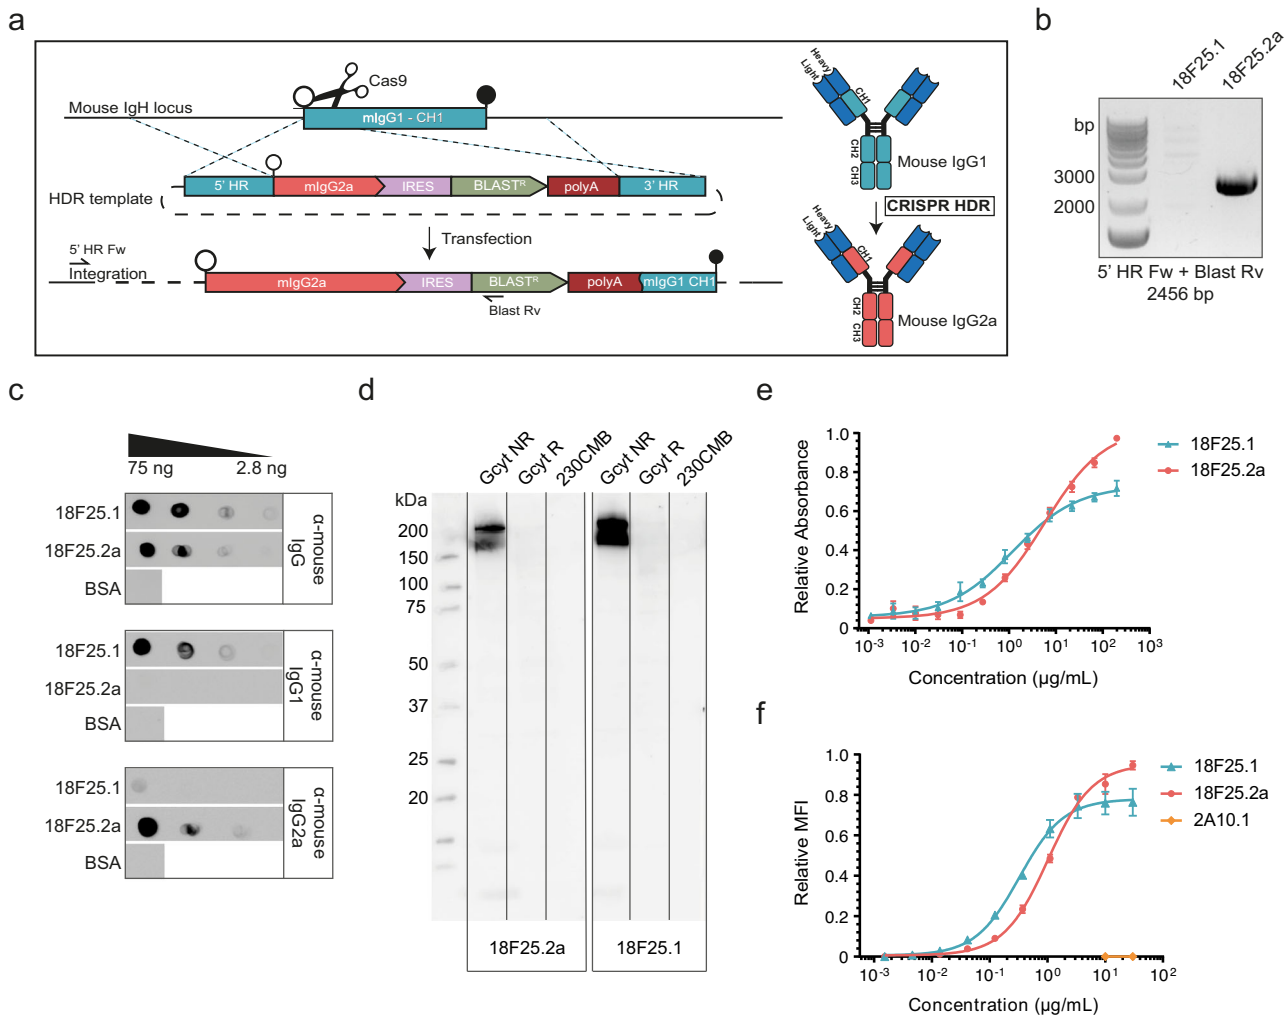 a
Mouse IgH locus
Cas9
mIgG1 - CH1
5' HR
mIgG2a
IRES
BLASTᴿ
polyA
3' HR
HDR template
Transfection
5' HR Fw
Integration
mIgG2a
IRES
BLASTᴿ
polyA
mIgG1 CH1
Blast Rv
Heavy
Light
CH1
CH2
CH3
Mouse IgG1
CRISPR HDR
Heavy
Light
CH1
CH2
CH3
Mouse IgG2a
b
18F25.1
18F25.2a
bp
3000
2000
5' HR Fw + Blast Rv
2456 bp
c
75 ng
2.8 ng
18F25.1
18F25.2a
BSA
α-mouse
IgG
18F25.1
18F25.2a
BSA
α-mouse
IgG1
18F25.1
18F25.2a
BSA
α-mouse
IgG2a
d
Gcyt NR
Gcyt R
230CMB
Gcyt NR
Gcyt R
230CMB
kDa
200
150
100
75
50
37
25
20
18F25.2a
18F25.1
e
Relative Absorbance
1.0
0.8
0.6
0.4
0.2
0
10⁻³
10⁻²
10⁻¹
10⁰
10¹
10²
10³
Concentration (µg/mL)
18F25.1
18F25.2a
f
Relative MFI
1.0
0.8
0.6
0.4
0.2
0
10⁻³
10⁻²
10⁻¹
10⁰
10¹
10²
Concentration (µg/mL)
18F25.1
18F25.2a
2A10.1